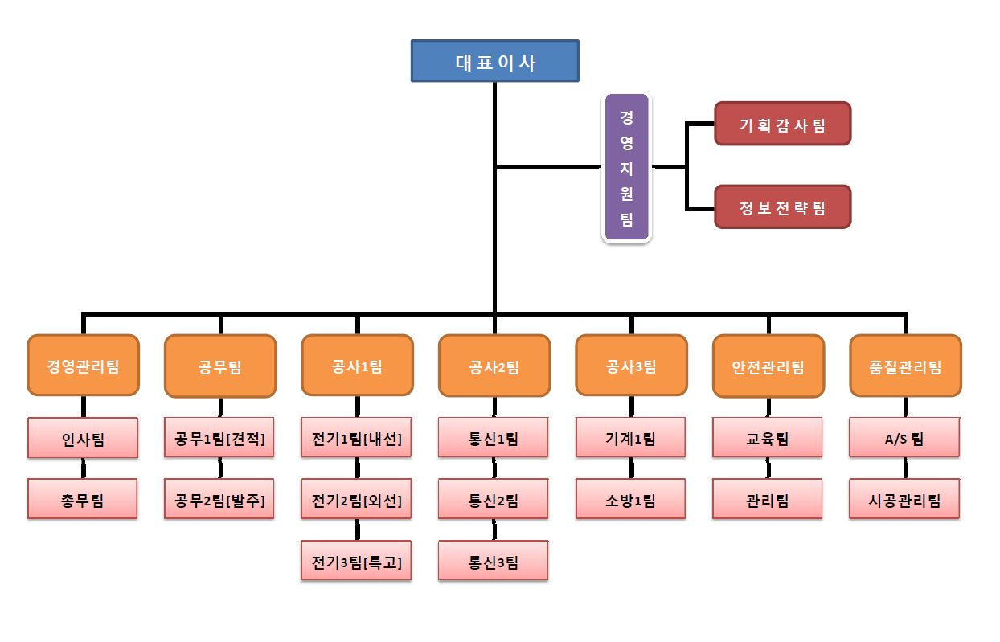 대표이사
경영지원팀
기획감사팀
정보전략팀
경영관리팀
공무팀
공사1팀
공사2팀
공사3팀
안전관리팀
품질관리팀
인사팀
공무1팀[견적]
전기1팀[내선]
통신1팀
기계1팀
교육팀
A/S 팀
총무팀
공무2팀[발주]
전기2팀[외선]
통신2팀
소방1팀
관리팀
시공관리팀
전기3팀[특고]
통신3팀